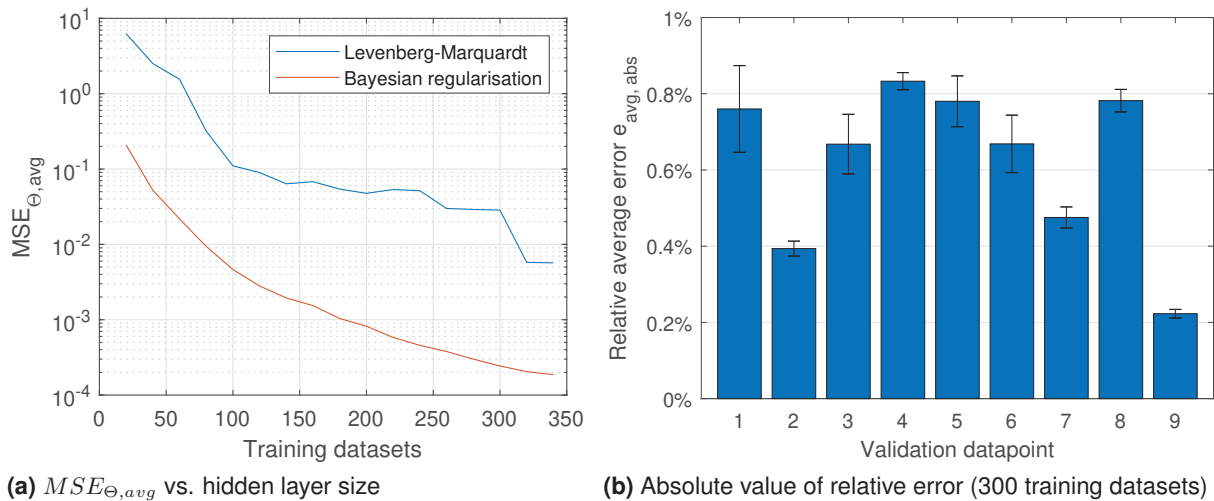 10^1
10^0
10^-1
10^-2
10^-3
10^-4
MSE_Θ,avg
Levenberg-Marquardt
Bayesian regularisation
0 50 100 150 200 250 300 350
Training datasets
(a) MSE_Θ,avg vs. hidden layer size
1%
0.8%
0.6%
0.4%
0.2%
0%
Relative average error e_avg, abs
1 2 3 4 5 6 7 8 9
Validation datapoint
(b) Absolute value of relative error (300 training datasets)